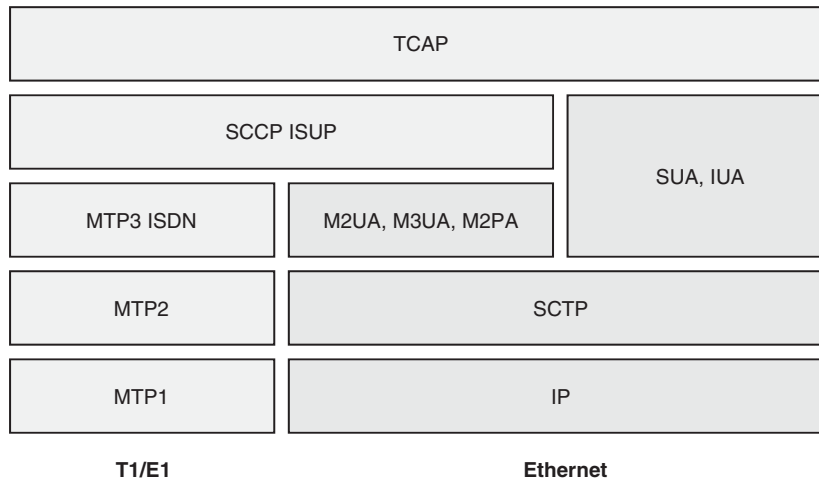 TCAP
SCCP ISUP
SUA, IUA
MTP3 ISDN
M2UA, M3UA, M2PA
MTP2
SCTP
MTP1
IP
T1/E1
Ethernet